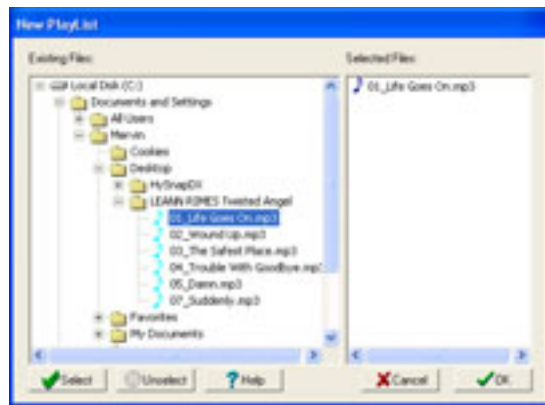 New PlayList
Existing Files:
Selected Files:
Local Disk (C:)
Documents and Settings
All Users
Marvin
Cookies
Desktop
MySnapDX
LEANN RIMES Twisted Angel
01_Life Goes On.mp3
02_Wound Up.mp3
03_The Safest Place.mp3
04_Trouble With Goodbye.mp3
05_Damn.mp3
07_Suddenly.mp3
Favorites
My Documents
01_Life Goes On.mp3
Select
Unselect
Help
Cancel
OK